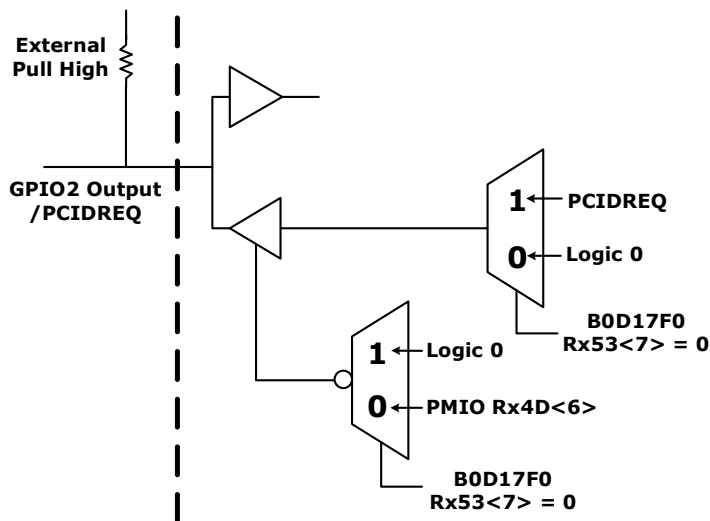 External
Pull High
GPIO2 Output
/PCIDREQ
1
PCIDREQ
0
Logic 0
B0D17F0
Rx53<7> = 0
1
Logic 0
0
PMIO Rx4D<6>
B0D17F0
Rx53<7> = 0